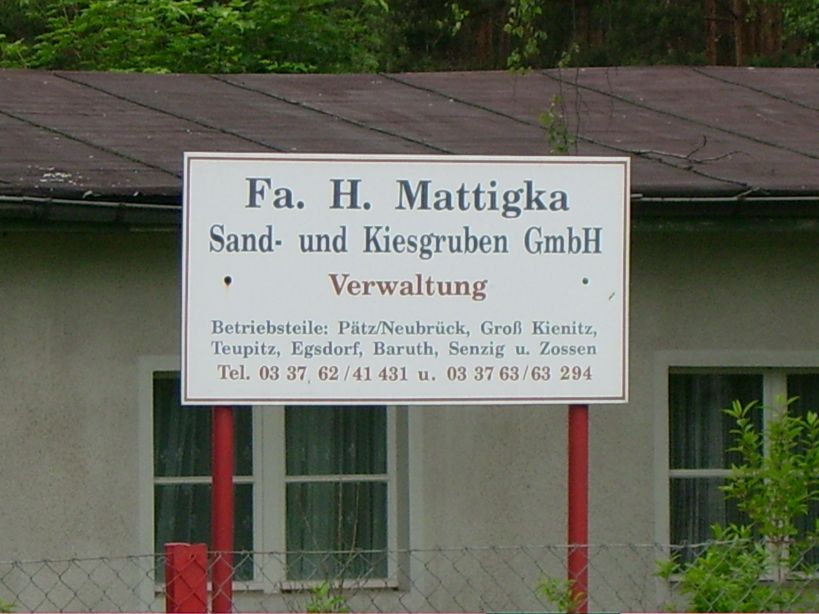 Fa. H. Mattigka
Sand- und Kiesgruben GmbH
Verwaltung
Betriebsteile: Pätz/Neubrück, Groß Kienitz,
Teupitz, Egsdorf, Baruth, Senzig u. Zossen
Tel. 03 37 62/41 431 u. 03 37 63/63 294